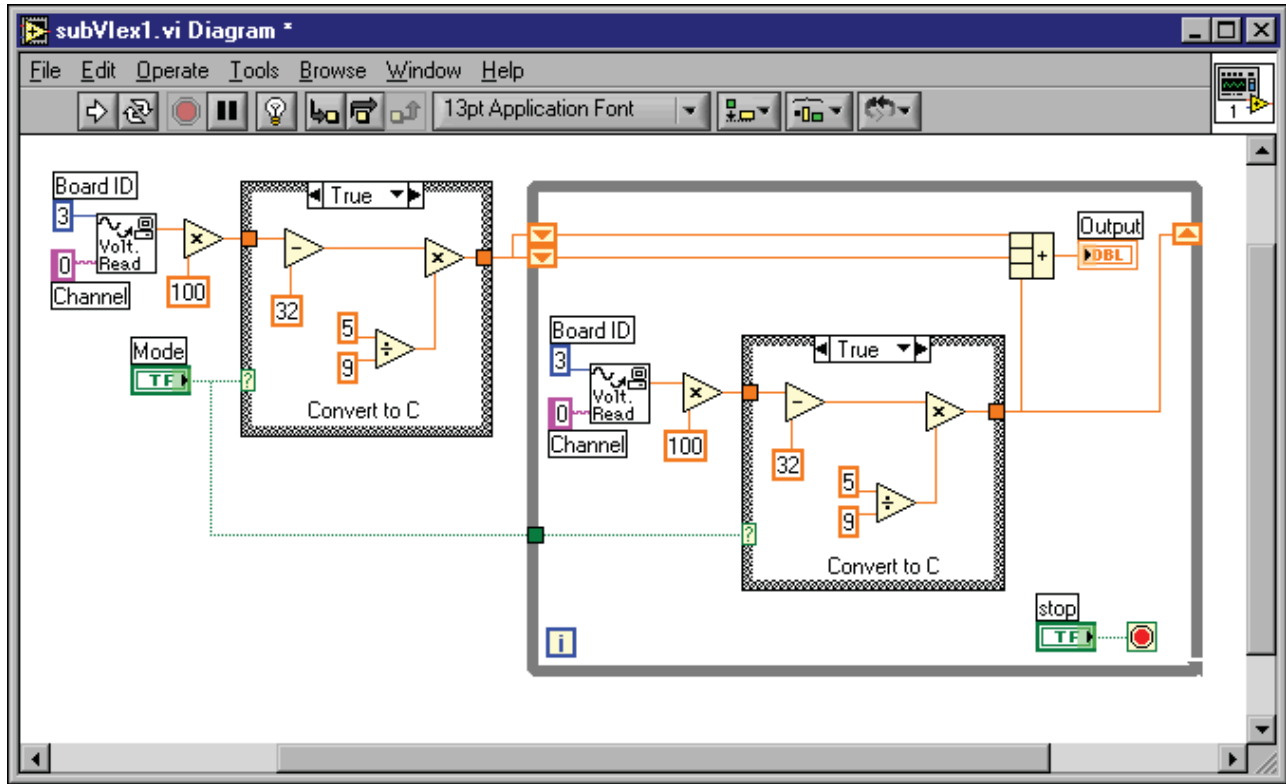 subVIex1.vi Diagram *
File Edit Operate Tools Browse Window Help
13pt Application Font
1
Board ID
3
Volt.
Read
0
Channel
×
100
True
−
32
×
5
9
÷
Convert to C
Mode
TF
?
Output
+
DBL
Board ID
3
Volt.
Read
0
Channel
×
100
True
−
32
×
5
9
÷
Convert to C
?
stop
TF
i